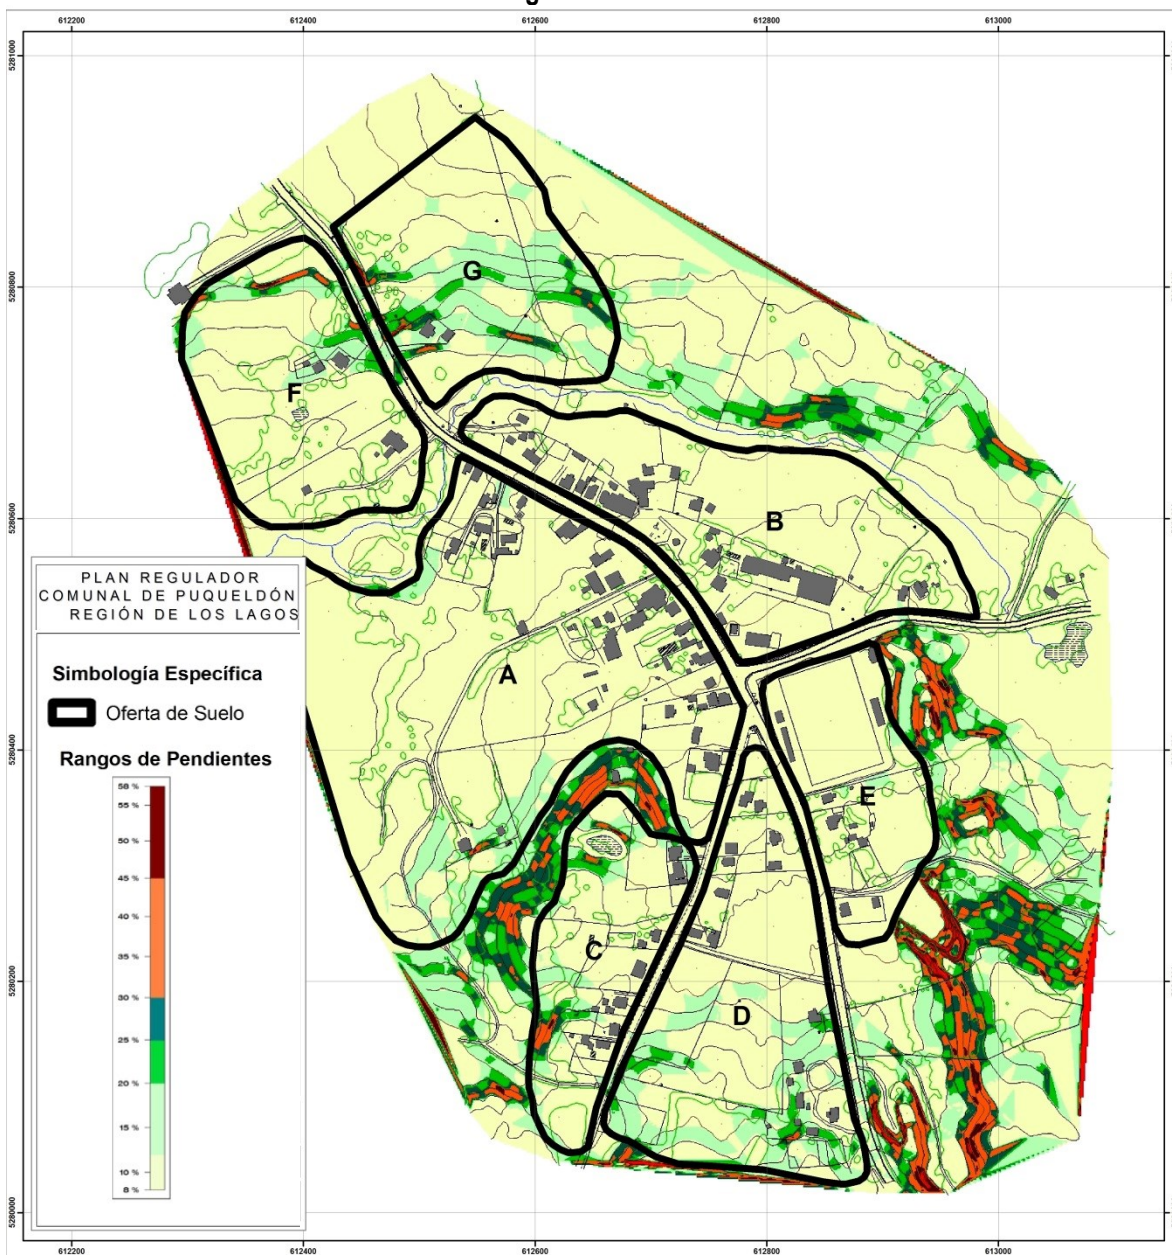 g
612200 612400 612600 612800 613000
5281000
5280800
5280600
5280400
5280200
5280000
G
F
B
A
E
C
D
PLAN REGULADOR
COMUNAL DE PUQUELDÓN
REGIÓN DE LOS LAGOS
Simbología Específica
Oferta de Suelo
Rangos de Pendientes
58 %
55 %
50 %
45 %
40 %
35 %
30 %
25 %
20 %
15 %
10 %
8 %
612200 612400 612600 612800 613000